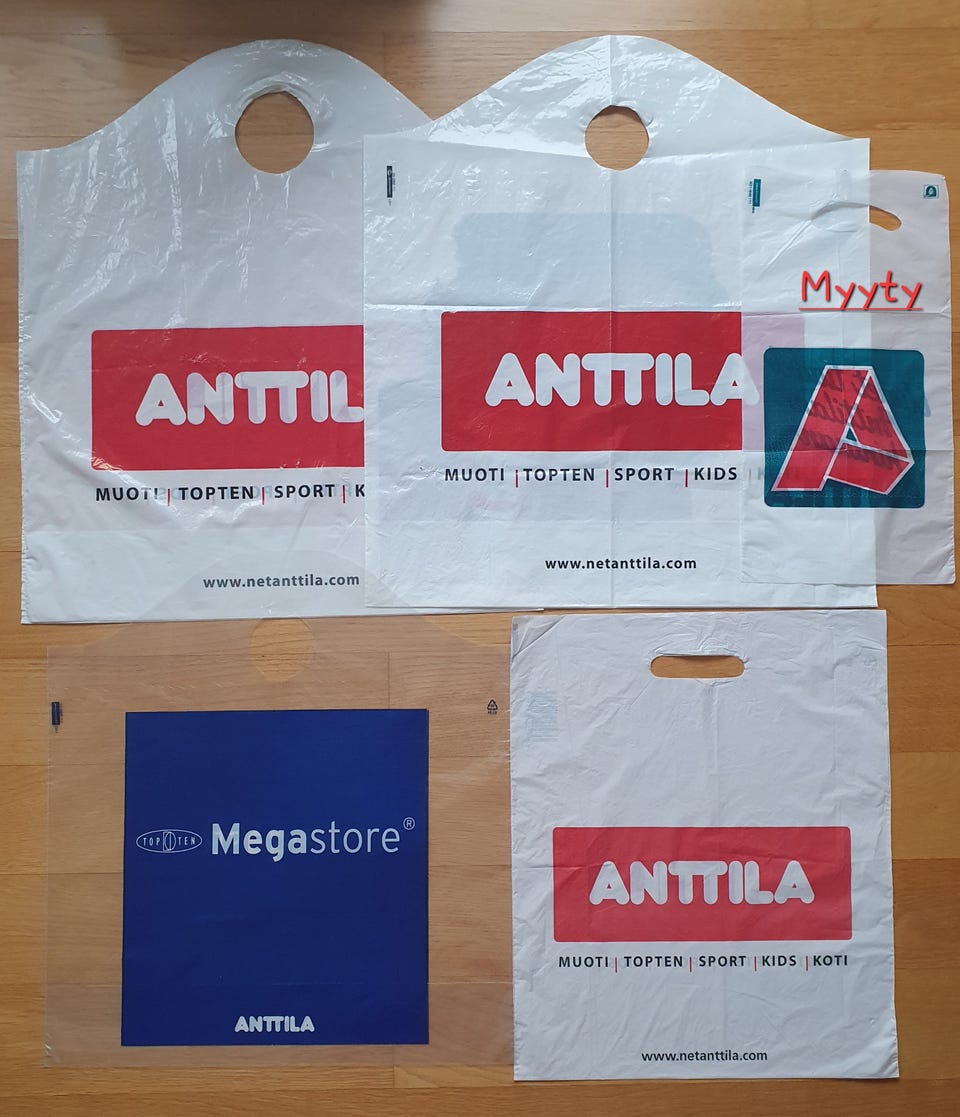 ANTTIL
MUOTI | TOPTEN | SPORT | K
www.netanttila.com
ANTTILA
MUOTI | TOPTEN | SPORT | KIDS
www.netanttila.com
Myyty
A
TOPTEN Megastore®
ANTTILA
ANTTILA
MUOTI | TOPTEN | SPORT | KIDS | KOTI
www.netanttila.com